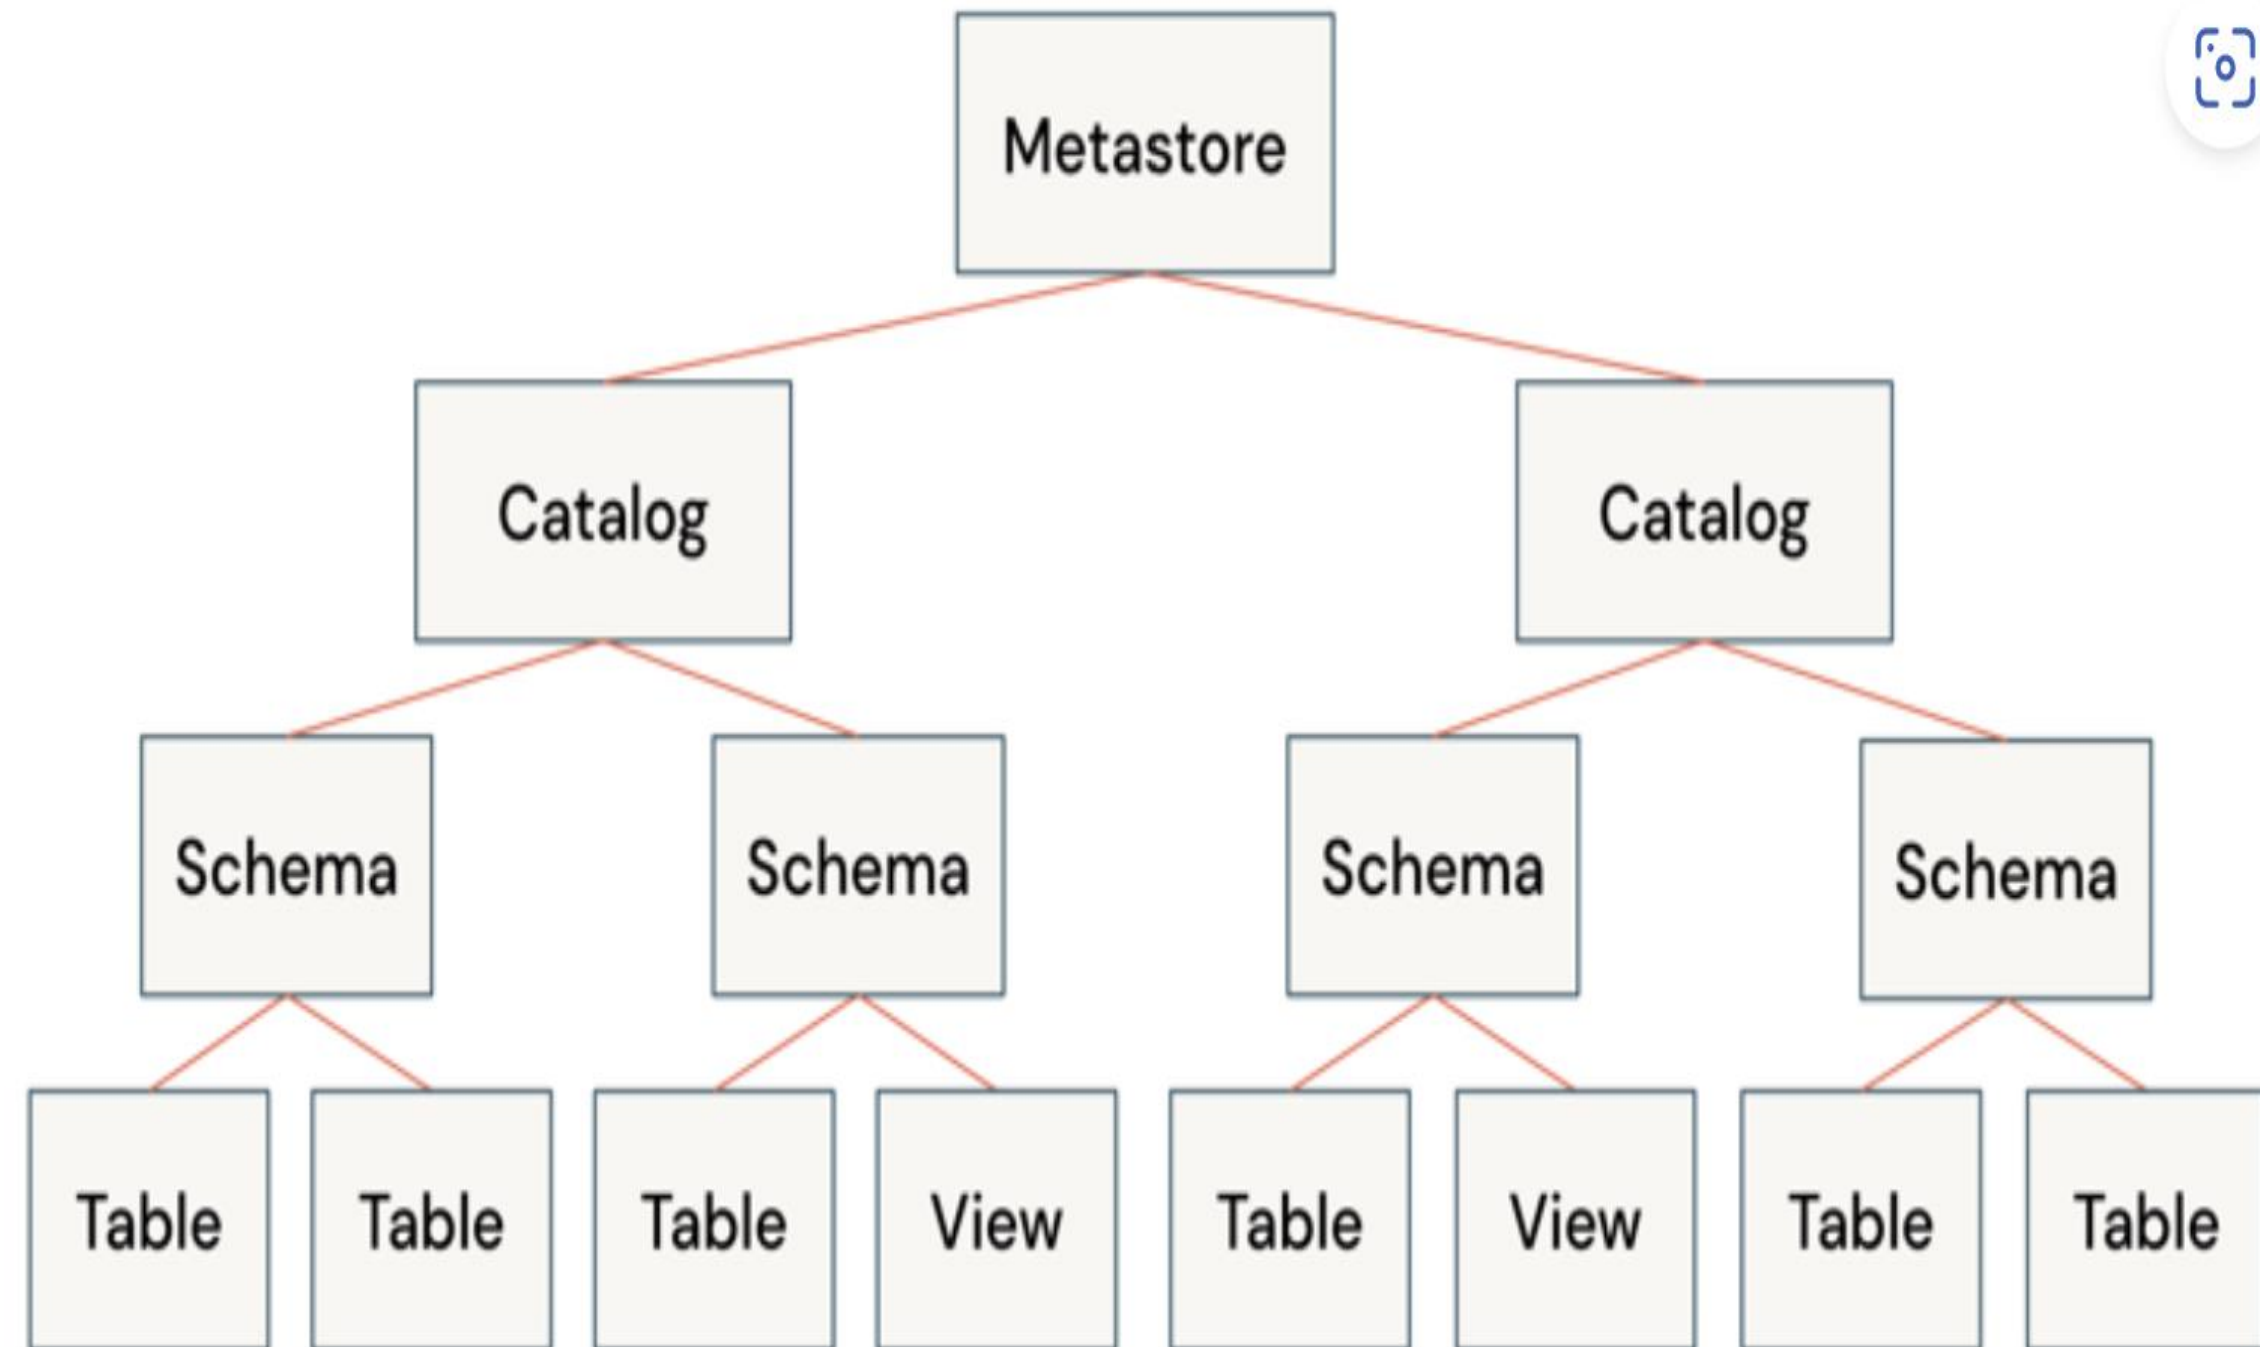 Metastore
Catalog Catalog
Schema Schema Schema Schema
Table Table Table View Table View Table Table